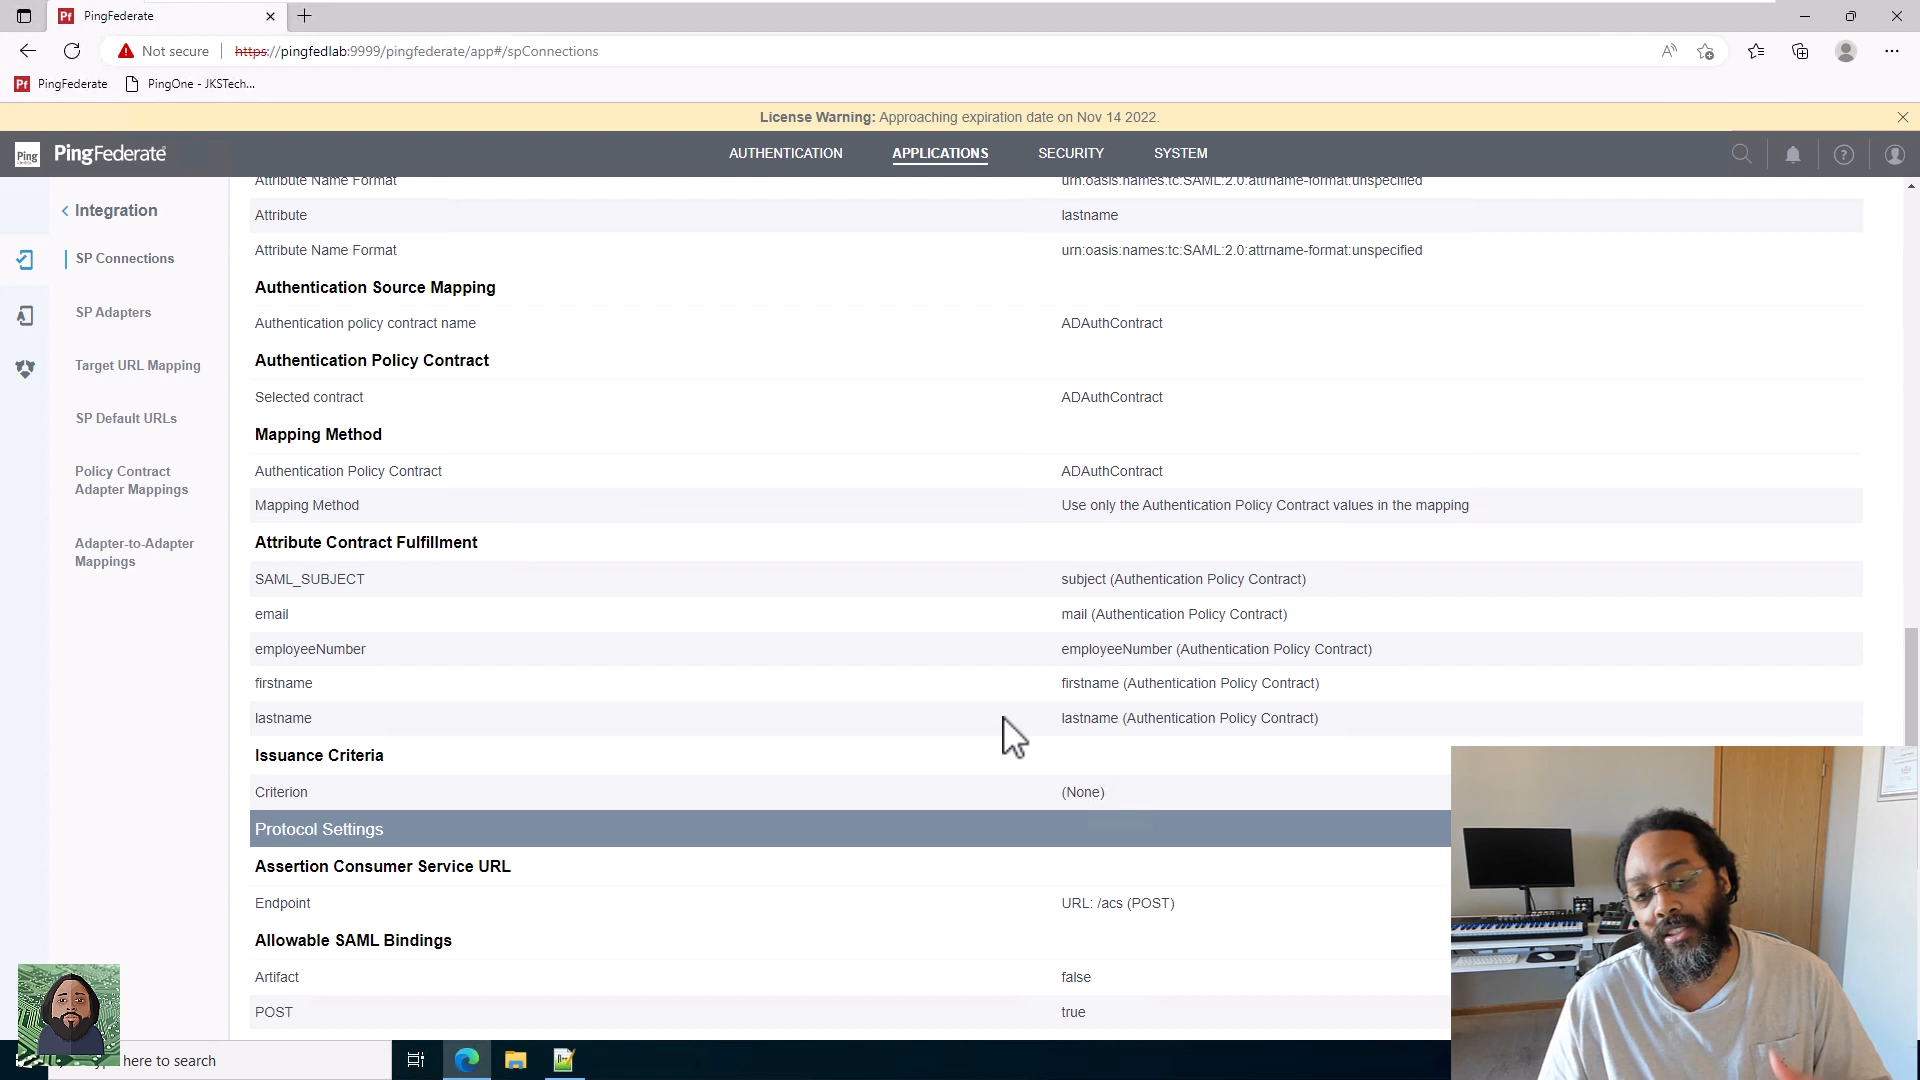 PingFederate
Not secure
https://pingfedlab:9999/pingfederate/app#/spConnections
PingFederate
PingOne - JKSTech...
License Warning: Approaching expiration date on Nov 14 2022.
Ping
PingFederate
AUTHENTICATION
APPLICATIONS
SECURITY
SYSTEM
Integration
SP Connections
SP Adapters
Target URL Mapping
SP Default URLs
Policy Contract
Adapter Mappings
Adapter-to-Adapter
Mappings
Attribute Name Format urn:oasis:names:tc:SAML:2.0:attrname-format:unspecified
Attribute lastname
Attribute Name Format urn:oasis:names:tc:SAML:2.0:attrname-format:unspecified
Authentication Source Mapping
Authentication policy contract name ADAuthContract
Authentication Policy Contract
Selected contract ADAuthContract
Mapping Method
Authentication Policy Contract ADAuthContract
Mapping Method Use only the Authentication Policy Contract values in the mapping
Attribute Contract Fulfillment
SAML_SUBJECT subject (Authentication Policy Contract)
email mail (Authentication Policy Contract)
employeeNumber employeeNumber (Authentication Policy Contract)
firstname firstname (Authentication Policy Contract)
lastname lastname (Authentication Policy Contract)
Issuance Criteria
Criterion (None)
Protocol Settings
Assertion Consumer Service URL
Endpoint URL: /acs (POST)
Allowable SAML Bindings
Artifact false
POST true
here to search